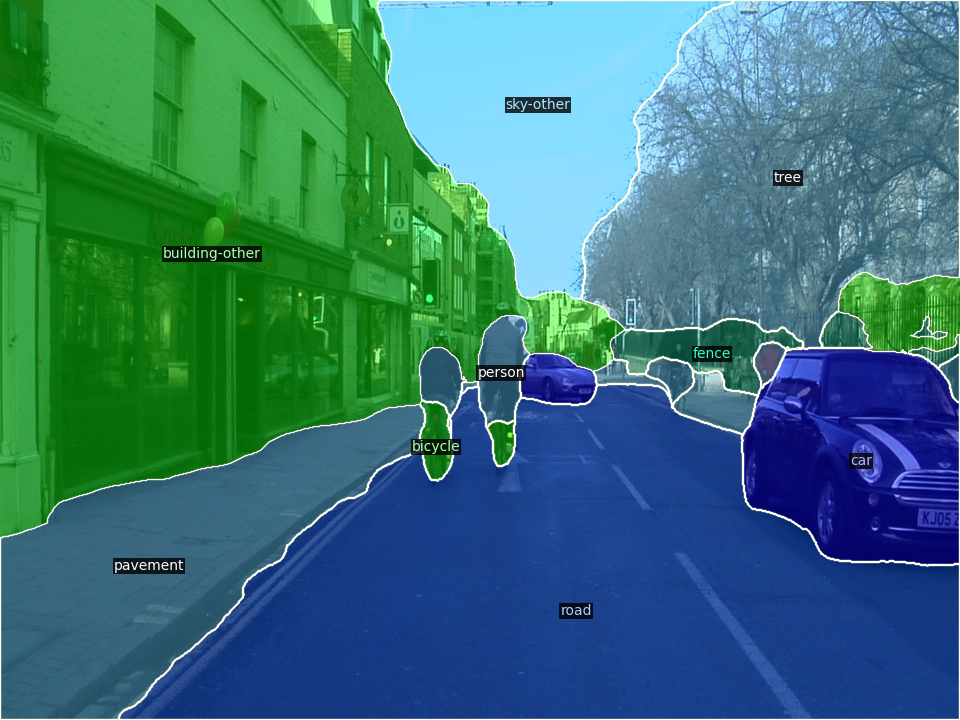 sky-other
tree
building-other
fence
person
bicycle
car
KJ05
pavement
road